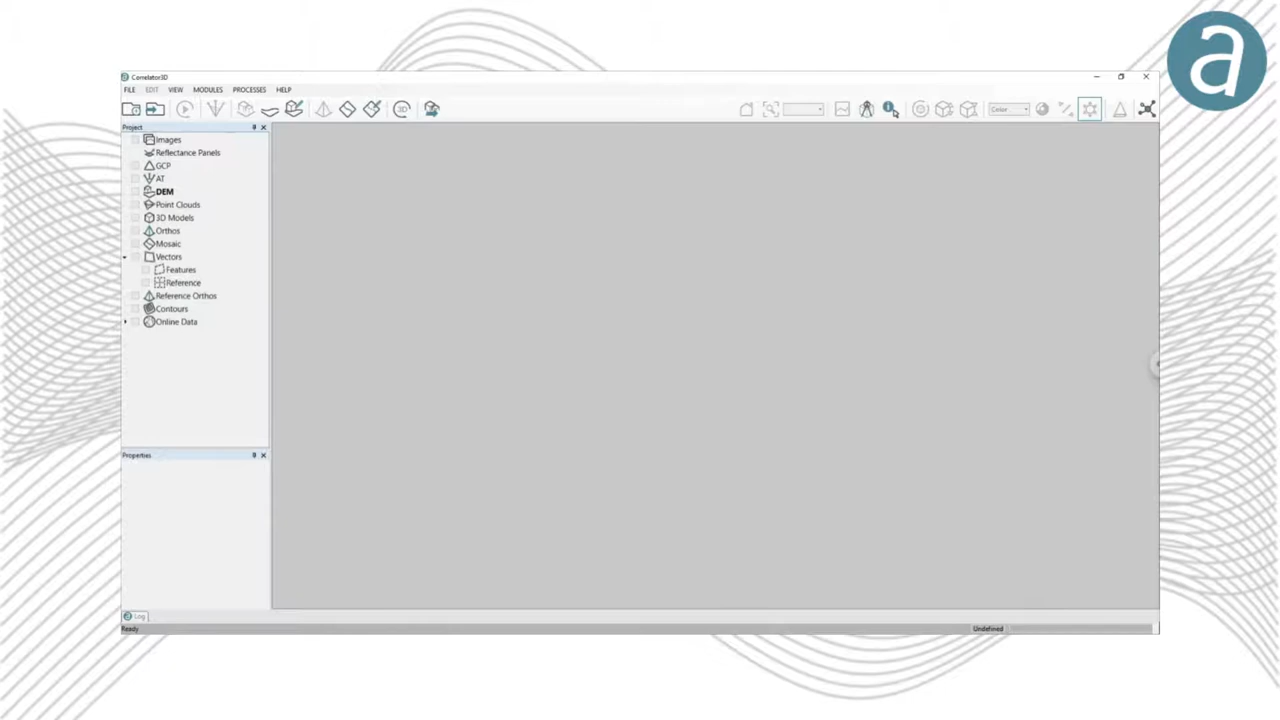 a
Correlator3D
FILE EDIT VIEW MODULES PROCESSES HELP
Color
Project
Images
Reflectance Panels
GCP
AT
DEM
Point Clouds
3D Models
Orthos
Mosaic
Vectors
Features
Reference
Reference Orthos
Contours
Online Data
Properties
Log
Ready
Undefined